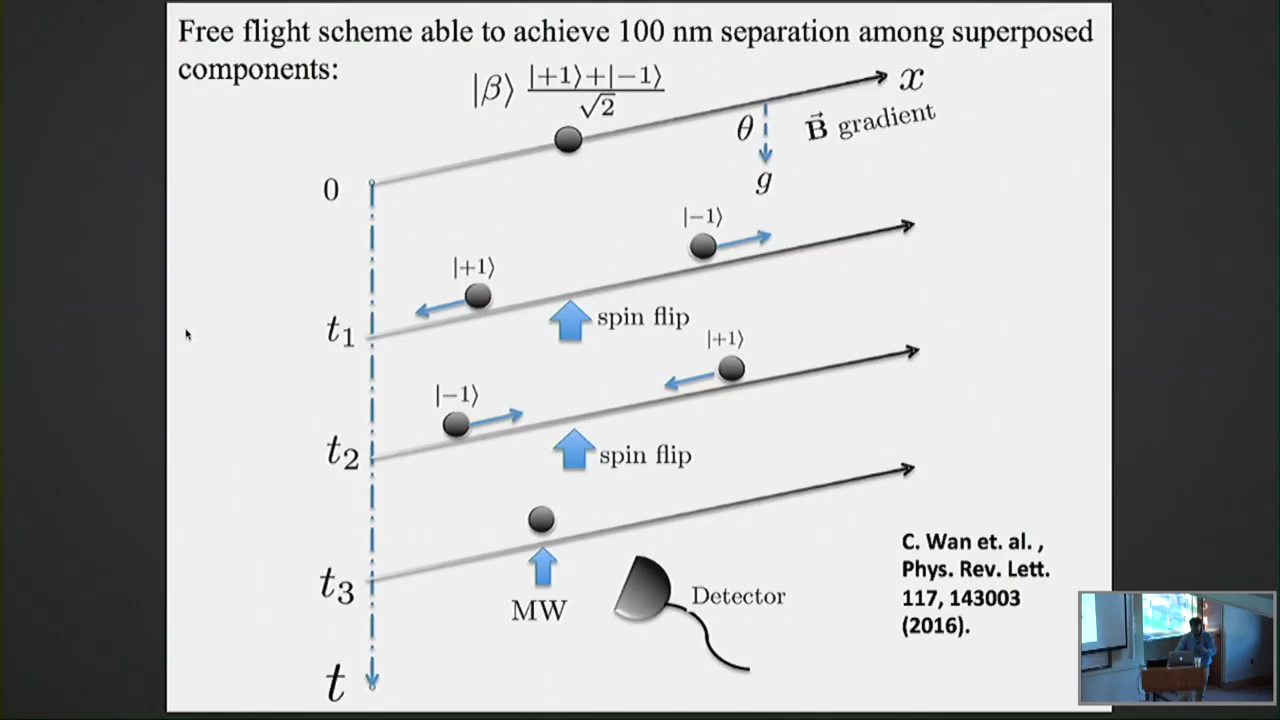 Free flight scheme able to achieve 100 nm separation among superposed
components:
|β⟩ |+1⟩+|−1⟩/√2
x
θ
B⃗ gradient
g
0
|−1⟩
|+1⟩
t₁
spin flip
|+1⟩
|−1⟩
t₂
spin flip
C. Wan et. al. ,
Phys. Rev. Lett.
117, 143003
(2016).
t₃
MW
Detector
t